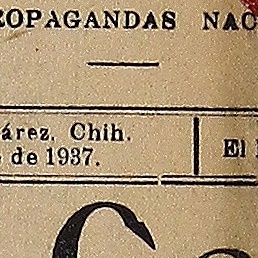 ROPAGANDAS NAC
árez, Chih.
de 1937.
El